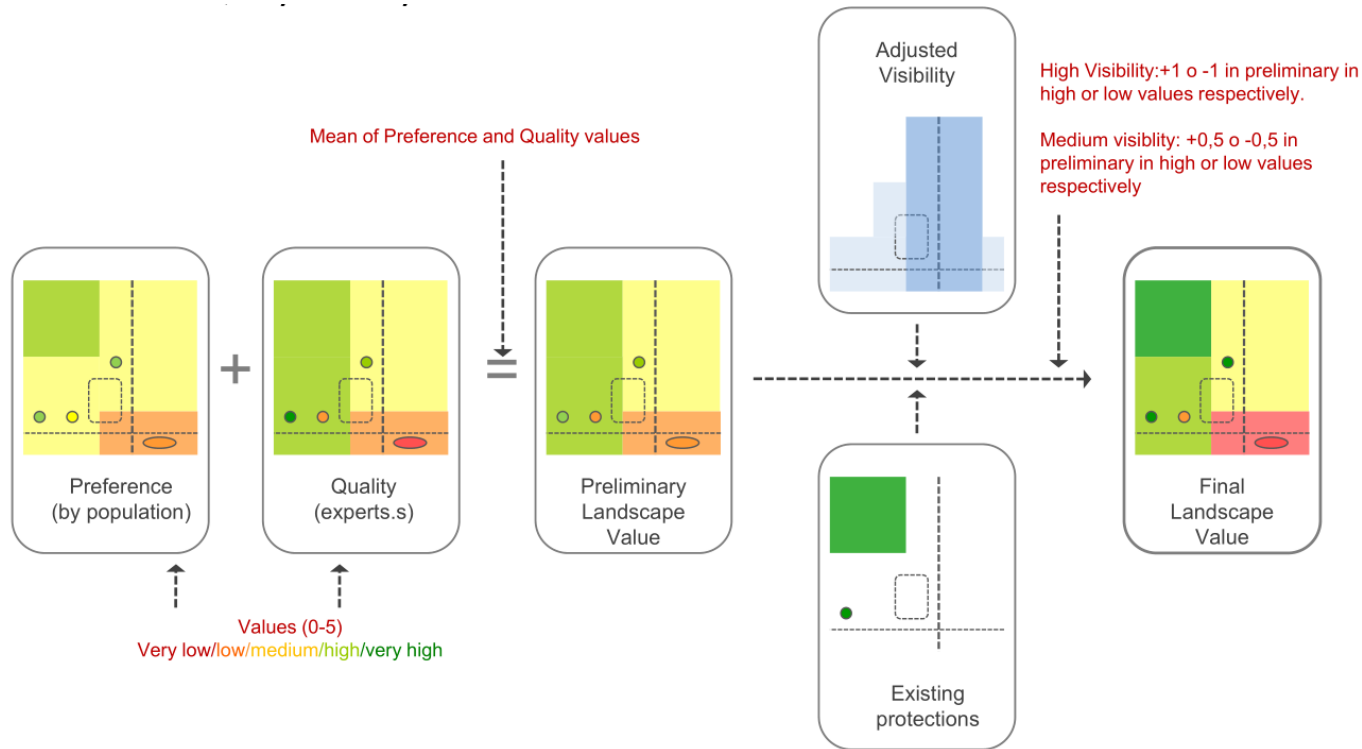 Adjusted
Visibility
High Visibility:+1 o -1 in preliminary in
high or low values respectively.
Medium visiblity: +0,5 o -0,5 in
preliminary in high or low values
respectively
Mean of Preference and Quality values
+
=
Preference
(by population)
Quality
(experts.s)
Preliminary
Landscape
Value
Final
Landscape
Value
Values (0-5)
Very low/low/medium/high/very high
Existing
protections